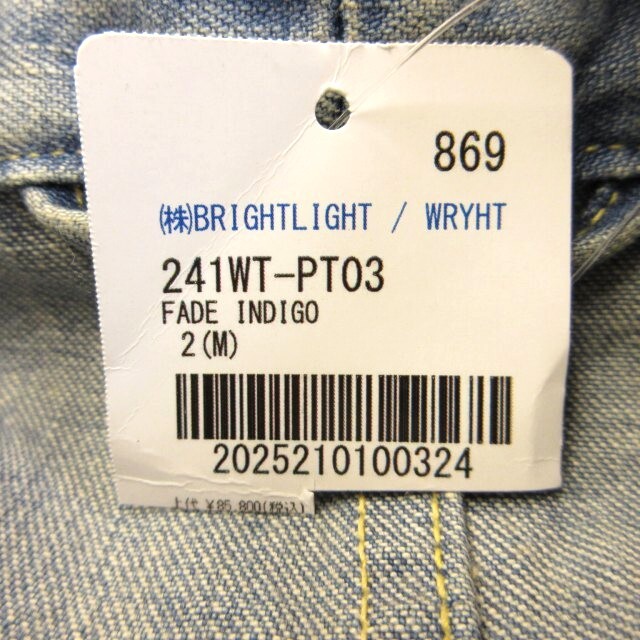 869
㈱BRIGHTLIGHT / WRYHT
241WT-PT03
FADE INDIGO
2(M)
2025210100324
上代 ¥85,800(税込)